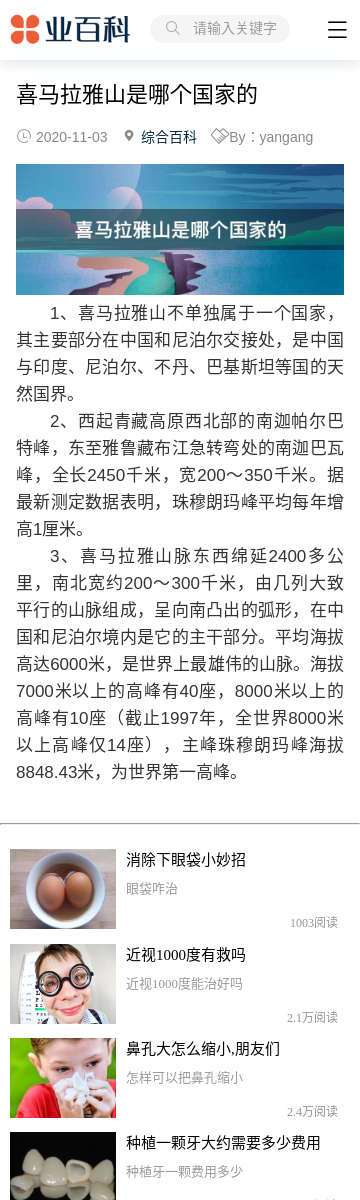 业百科
请输入关键字
喜马拉雅山是哪个国家的
2020-11-03 综合百科 By：yangang
喜马拉雅山是哪个国家的
1、喜马拉雅山不单独属于一个国家，
其主要部分在中国和尼泊尔交接处，是中国
与印度、尼泊尔、不丹、巴基斯坦等国的天
然国界。
2、西起青藏高原西北部的南迦帕尔巴
特峰，东至雅鲁藏布江急转弯处的南迦巴瓦
峰，全长2450千米，宽200～350千米。据
最新测定数据表明，珠穆朗玛峰平均每年增
高1厘米。
3、喜马拉雅山脉东西绵延2400多公
里，南北宽约200～300千米，由几列大致
平行的山脉组成，呈向南凸出的弧形，在中
国和尼泊尔境内是它的主干部分。平均海拔
高达6000米，是世界上最雄伟的山脉。海拔
7000米以上的高峰有40座，8000米以上的
高峰有10座（截止1997年，全世界8000米
以上高峰仅14座），主峰珠穆朗玛峰海拔
8848.43米，为世界第一高峰。
消除下眼袋小妙招
眼袋咋治
1003阅读
近视1000度有救吗
近视1000度能治好吗
2.1万阅读
鼻孔大怎么缩小,朋友们
怎样可以把鼻孔缩小
2.4万阅读
种植一颗牙大约需要多少费用
种植牙一颗费用多少